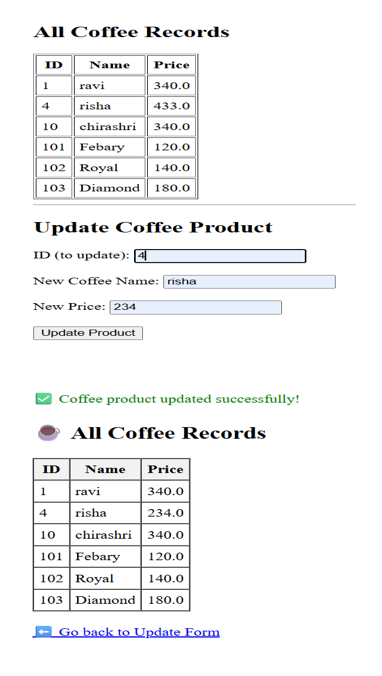 All Coffee Records
ID Name Price
1 ravi 340.0
4 risha 433.0
10 chirashri 340.0
101 Febary 120.0
102 Royal 140.0
103 Diamond 180.0
Update Coffee Product
ID (to update): 4
New Coffee Name: risha
New Price: 234
Update Product
✅ Coffee product updated successfully!
☕ All Coffee Records
ID Name Price
1 ravi 340.0
4 risha 234.0
10 chirashri 340.0
101 Febary 120.0
102 Royal 140.0
103 Diamond 180.0
⬅️ Go back to Update Form